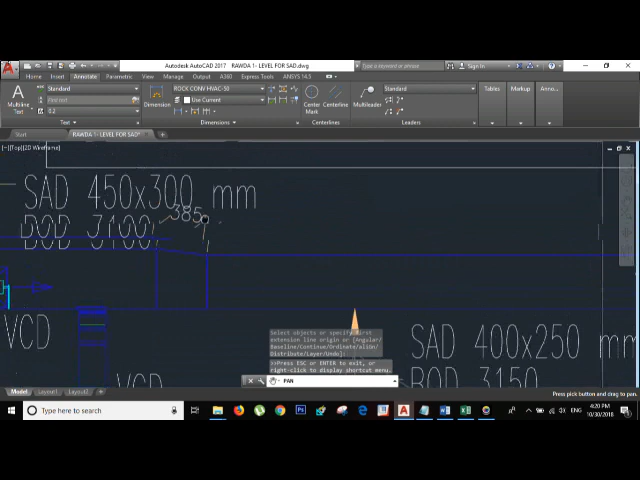 Autodesk AutoCAD 2017 RAWDA 1- LEVEL FOR SAD.dwg
Type a keyword or phrase
Sign In
Home Insert Annotate Parametric View Manage Output A360 Express Tools ANSYS 14.5
Multiline Text
Standard
Find text
0.2
Text
Dimension
ROCK CONV HVAC-50
Use Current
Dimensions
Center Mark
Centerline
Centerlines
Multileader
Standard
Leaders
Tables
Markup
Anno...
Start RAWDA 1- LEVEL FOR SAD*
[-][Top][2D Wireframe]
SAD 450x300 mm
385
BOD 3100
VCD
SAD 400x250 mm
BOD 3150
VCD
Select objects or specify first
extension line origin or [Angular/
Baseline/Continue/Ordinate/aliGn/
Distribute/Layer/Undo]:
>>Press ESC or ENTER to exit, or
right-click to display shortcut menu.
PAN
Model Layout1 Layout2
Press pick button and drag to pan.
Type here to search
ENG
4:20 PM
10/30/2018